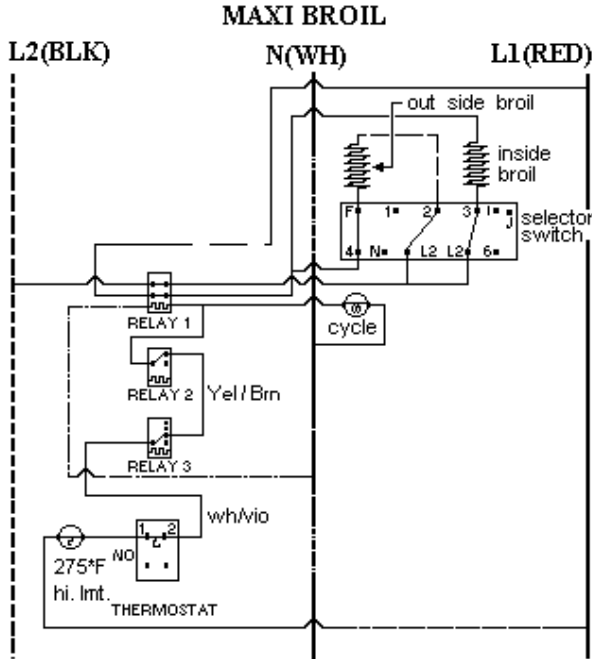 MAXI BROIL
L2(BLK) N(WH) L1(RED)
out side broil
inside
broil
F 1 2 3 I J
4 N L2 L2 6
selector
switch
RELAY 1
cycle
RELAY 2
Yel/Brn
RELAY 3
wh/vio
1 2
NO
275*F
hi. lmt.
THERMOSTAT